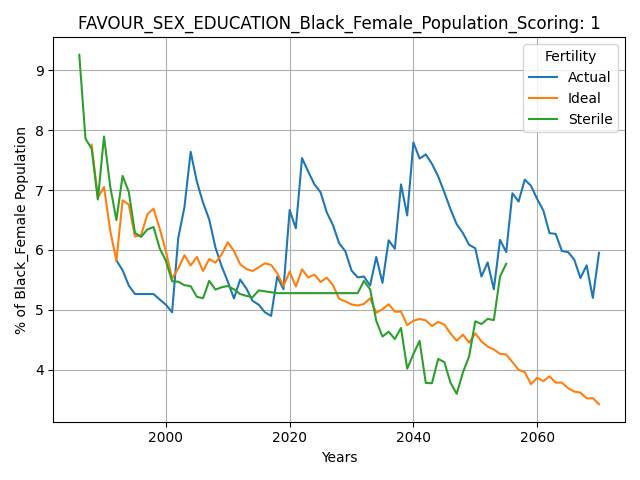 FAVOUR_SEX_EDUCATION_Black_Female_Population_Scoring: 1
Fertility
Actual
Ideal
Sterile
% of Black_Female Population
9
8
7
6
5
4
2000 2020 2040 2060
Years